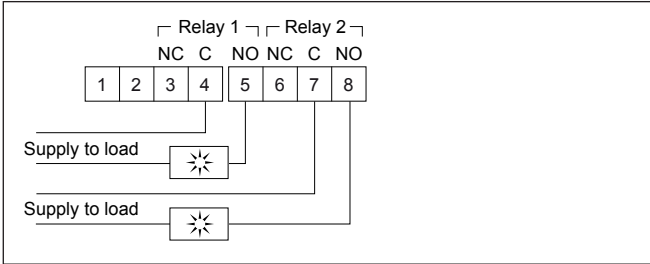 Relay 1 Relay 2
NC C NO NC C NO
1 2 3 4 5 6 7 8
Supply to load
Supply to load